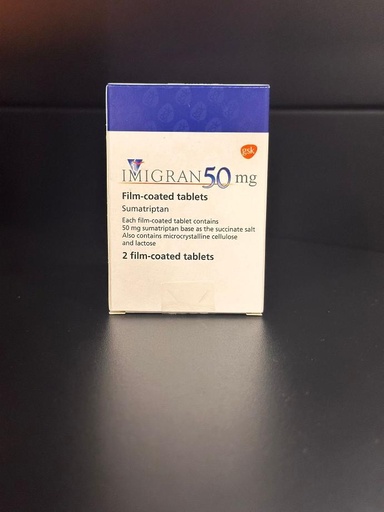 gsk
IMIGRAN 50 mg
Film-coated tablets
Sumatriptan
Each film-coated tablet contains
50 mg sumatriptan base as the succinate salt
Also contains microcrystalline cellulose
and lactose
2 film-coated tablets